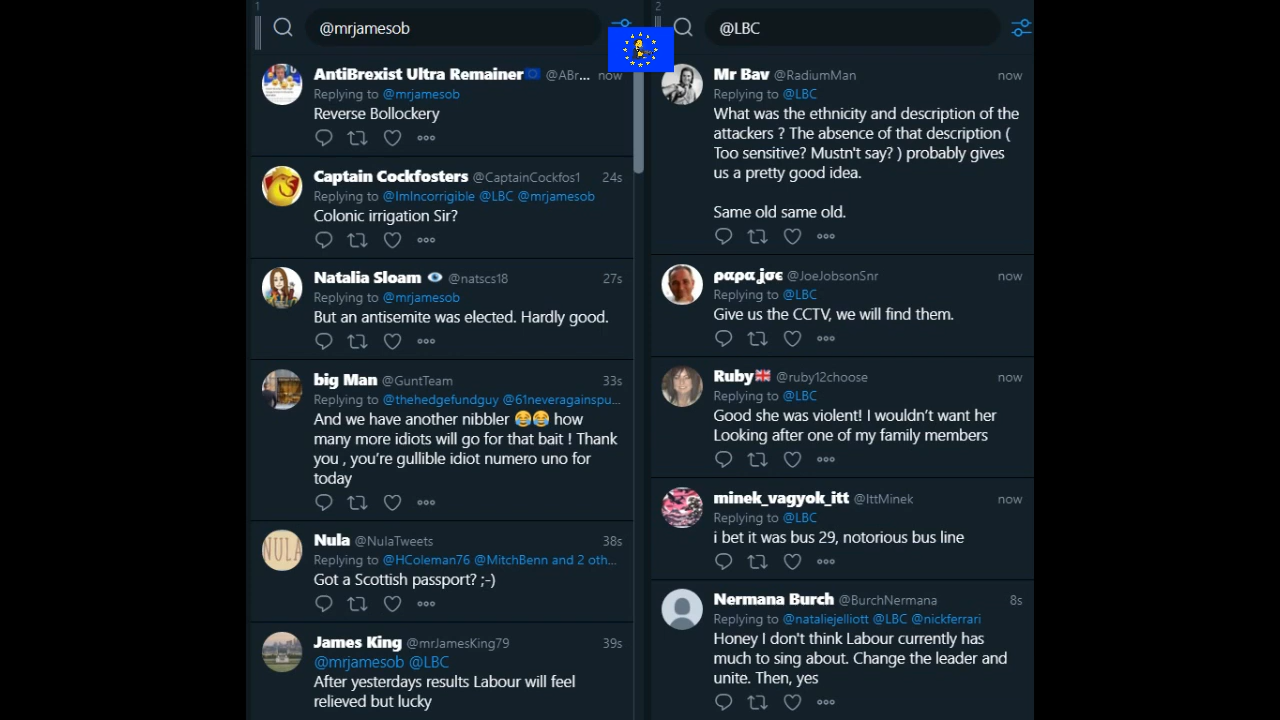 1
@mrjamesob
AntiBrexist Ultra Remainer @ABr... now
Replying to @mrjamesob
Reverse Bollockery
Captain Cockfosters @CaptainCockfos1 24s
Replying to @ImIncorrigible @LBC @mrjamesob
Colonic irrigation Sir?
Natalia Sloam @natscs18 27s
Replying to @mrjamesob
But an antisemite was elected. Hardly good.
big Man @GuntTeam 33s
Replying to @thehedgefundguy @61neveragainspu...
And we have another nibbler 😂😂 how
many more idiots will go for that bait ! Thank
you , you’re gullible idiot numero uno for
today
Nula @NulaTweets 38s
Replying to @HColeman76 @MitchBenn and 2 oth...
Got a Scottish passport? ;-)
James King @mrJamesKing79 39s
@mrjamesob @LBC
After yesterdays results Labour will feel
relieved but lucky
2
@LBC
Mr Bav @RadiumMan now
Replying to @LBC
What was the ethnicity and description of the
attackers ? The absence of that description (
Too sensitive? Mustn't say? ) probably gives
us a pretty good idea.
Same old same old.
ραρα jσє @JoeJobsonSnr now
Replying to @LBC
Give us the CCTV, we will find them.
Ruby🇬🇧 @ruby12choose now
Replying to @LBC
Good she was violent! I wouldn’t want her
Looking after one of my family members
minek_vagyok_itt @IttMinek now
Replying to @LBC
i bet it was bus 29, notorious bus line
Nermana Burch @BurchNermana 8s
Replying to @nataliejelliott @LBC @nickferrari
Honey I don't think Labour currently has
much to sing about. Change the leader and
unite. Then, yes